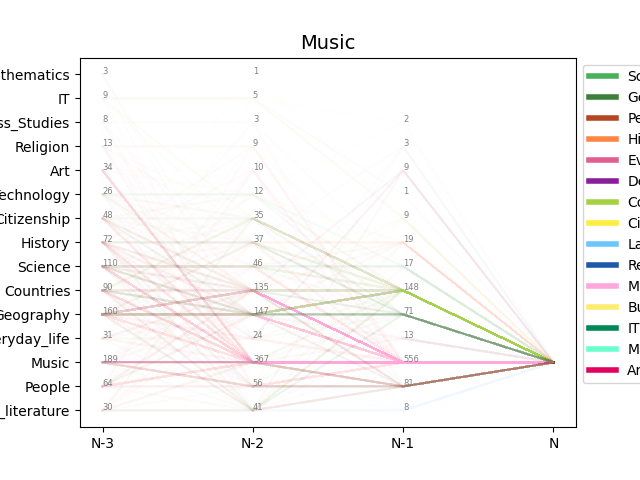 Music
thematics
IT
ss_Studies
Religion
Art
echnology
Citizenship
History
Science
Countries
Geography
eryday_life
Music
People
_literature
3
9
8
13
34
26
48
72
110
90
160
31
189
64
30
1
5
3
9
10
12
35
37
46
135
147
24
367
56
41
2
3
9
1
9
19
17
148
71
13
556
81
8
N-3
N-2
N-1
N
Sc
Ge
Pe
Hi
Ev
De
Co
Ci
La
Re
M
Bu
IT
M
Ar